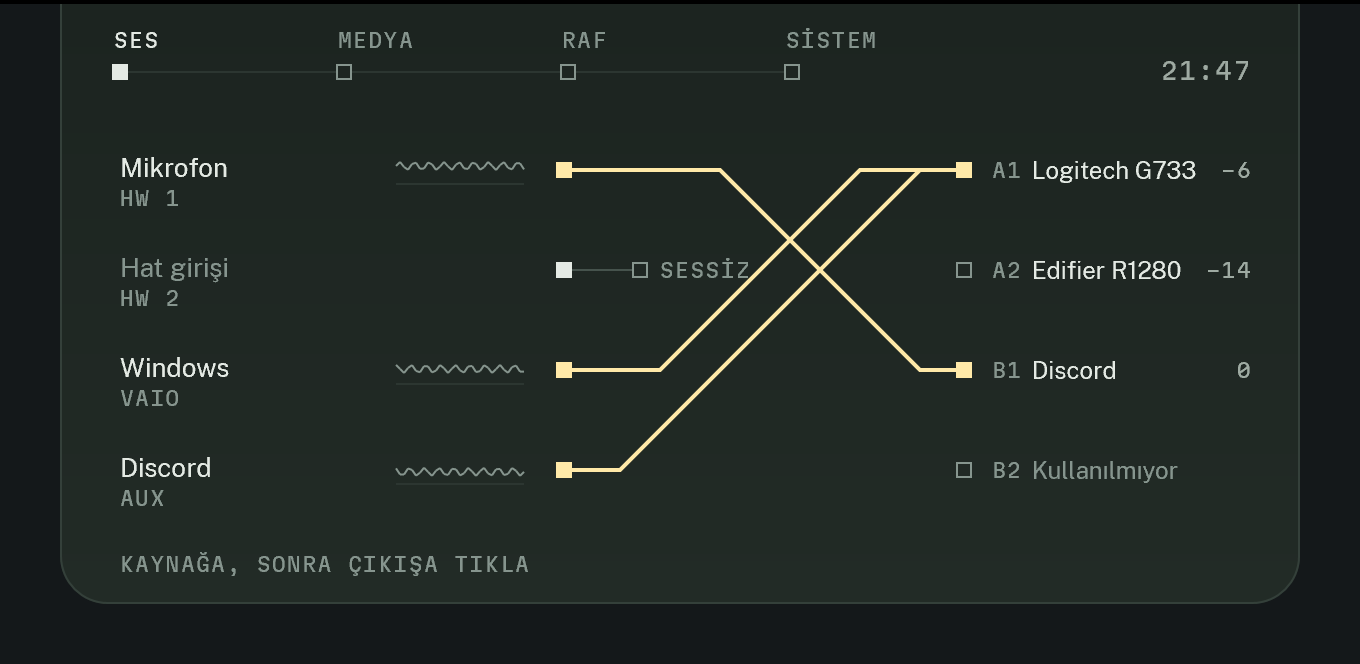 SES MEDYA RAF SİSTEM
21:47
Mikrofon A1 Logitech G733 −6
HW 1
Hat girişi SESSİZ A2 Edifier R1280 −14
HW 2
Windows B1 Discord 0
VAIO
Discord B2 Kullanılmıyor
AUX
KAYNAĞA, SONRA ÇIKIŞA TIKLA